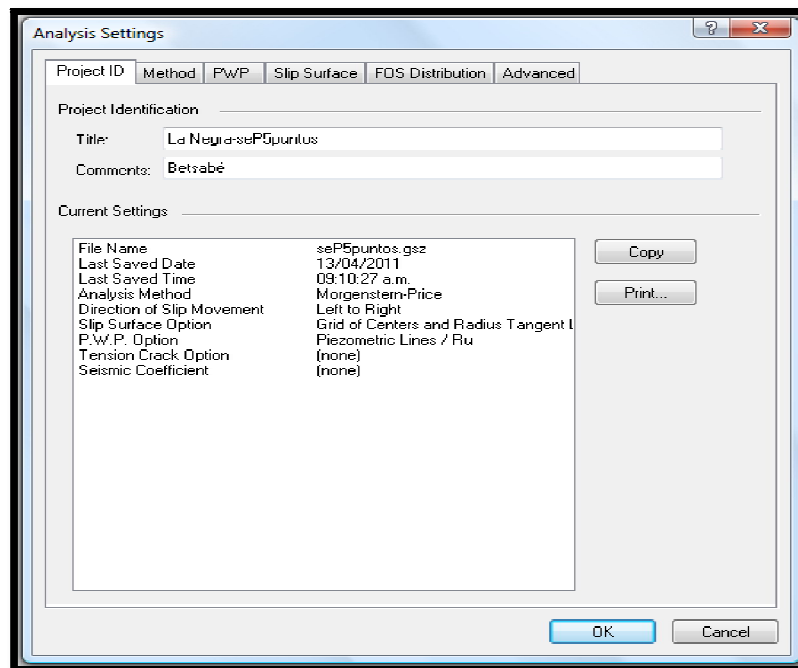 Analysis Settings
Project ID Method PWP Slip Surface FOS Distribution Advanced
Project Identification
Title: La Negra-seP5puntos
Comments: Betsabé
Current Settings
File Name seP5puntos.gsz
Last Saved Date 13/04/2011
Last Saved Time 09:10:27 a.m.
Analysis Method Morgenstern-Price
Direction of Slip Movement Left to Right
Slip Surface Option Grid of Centers and Radius Tangent L
P.W.P. Option Piezometric Lines / Ru
Tension Crack Option (none)
Seismic Coefficient (none)
Copy
Print...
OK Cancel